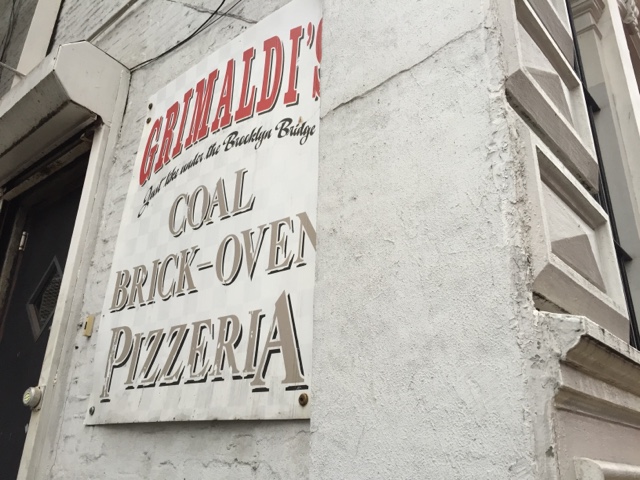 GRIMALDI'S
Just like under the Brooklyn Bridge
COAL
BRICK-OVEN
PIZZERIA